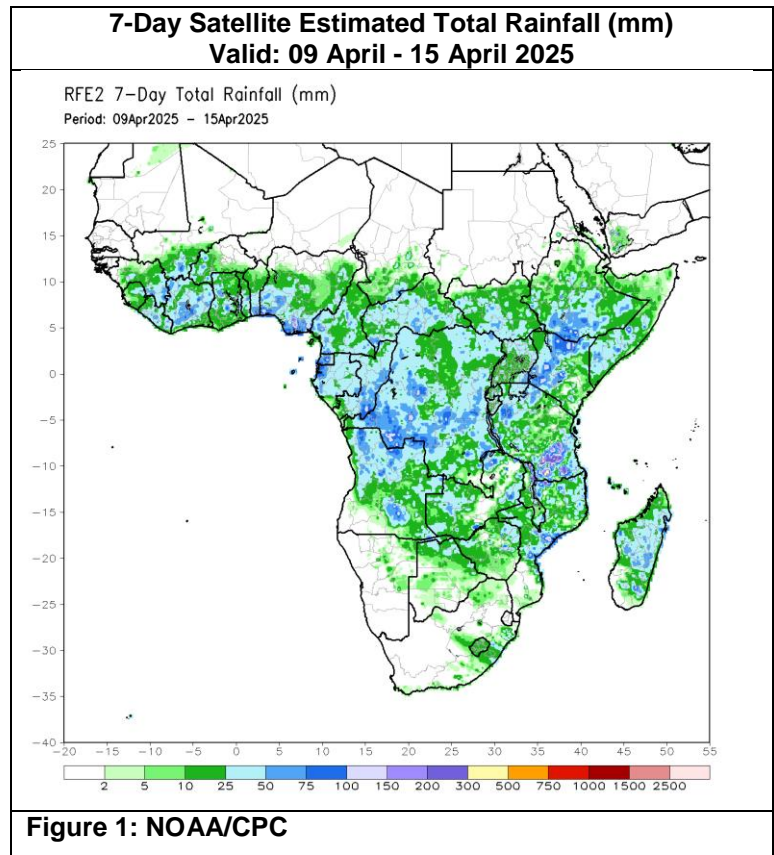 7-Day Satellite Estimated Total Rainfall (mm)
Valid: 09 April - 15 April 2025
RFE2 7-Day Total Rainfall (mm)
Period: 09Apr2025 - 15Apr2025
25
20
15
10
5
0
-5
-10
-15
-20
-25
-30
-35
-40
-20 -15 -10 -5 0 5 10 15 20 25 30 35 40 45 50 55
2 5 10 25 50 75 100 150 200 300 500 750 1000 1500 2500
Figure 1: NOAA/CPC